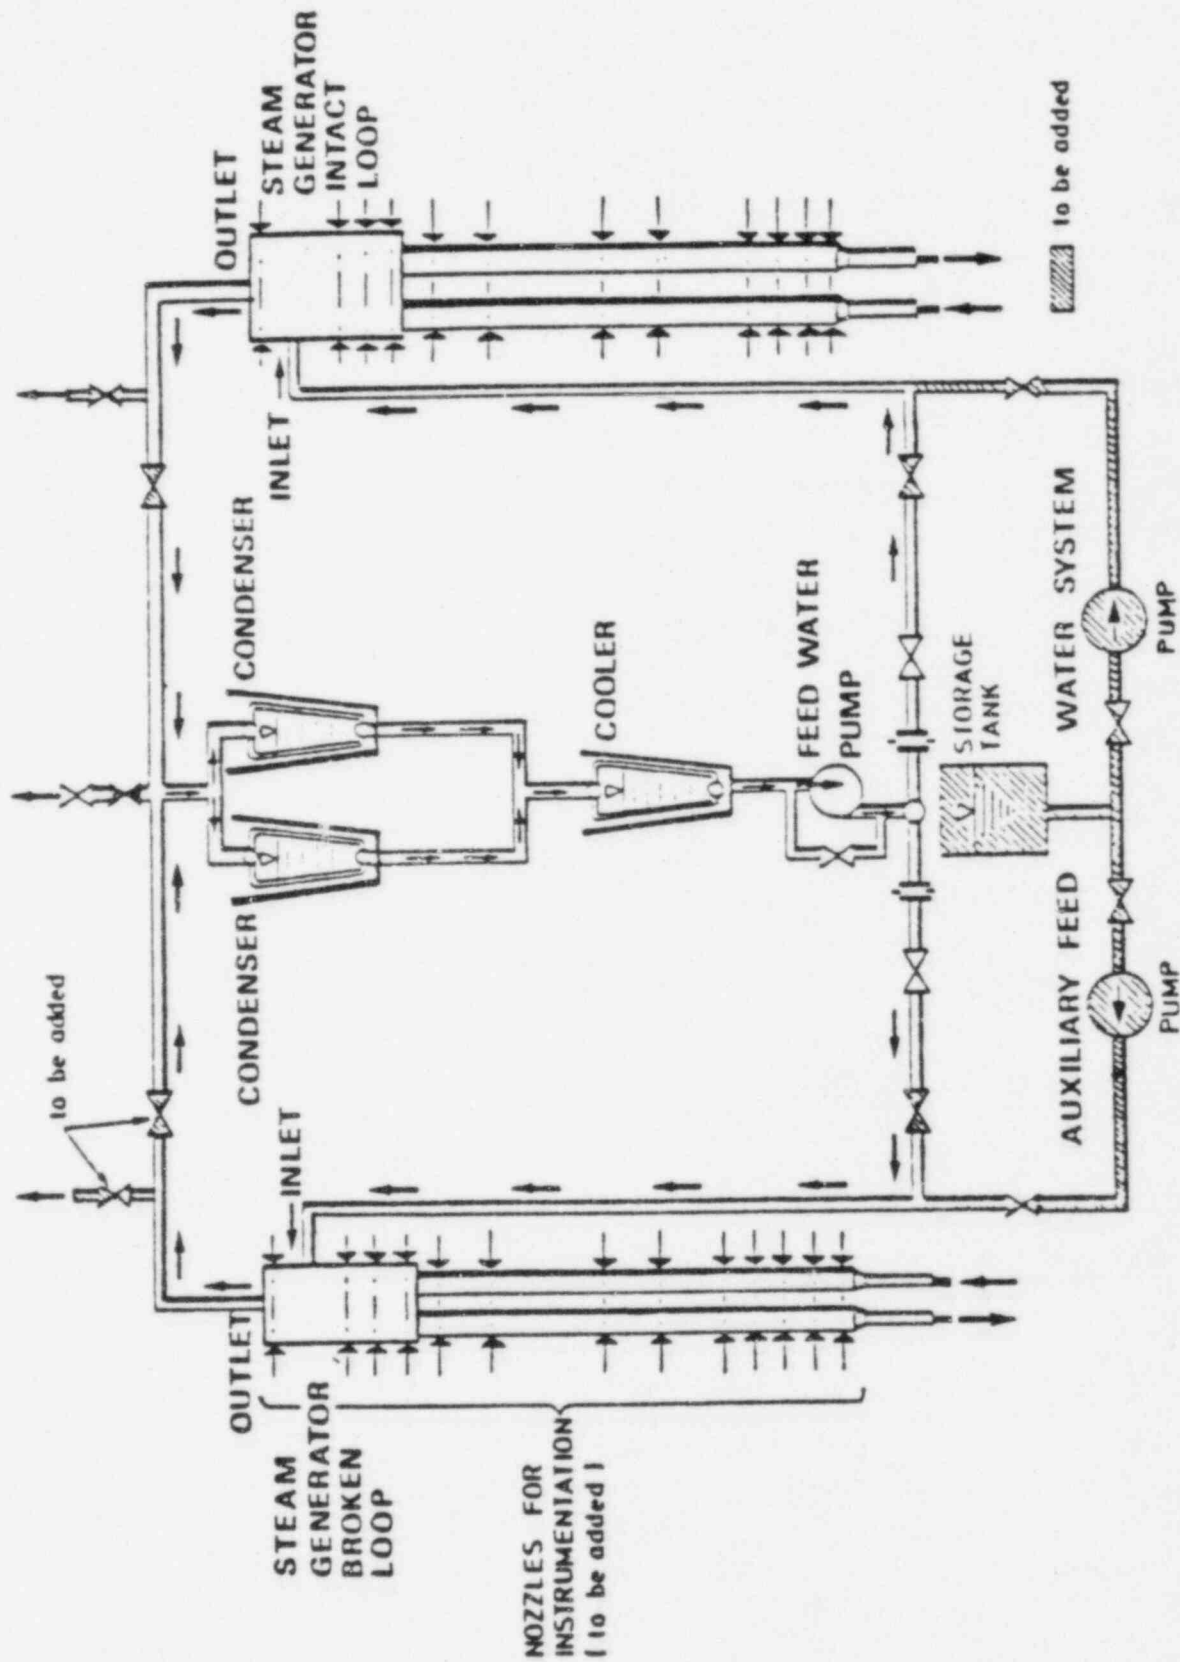 to be added
OUTLET
STEAM
GENERATOR
BROKEN
LOOP
INLET
CONDENSER
CONDENSER
INLET
OUTLET
STEAM
GENERATOR
INTACT
LOOP
NOZZLES FOR
INSTRUMENTATION
( to be added )
COOLER
FEED WATER
PUMP
STORAGE
TANK
AUXILIARY FEED
WATER SYSTEM
PUMP
PUMP
to be added